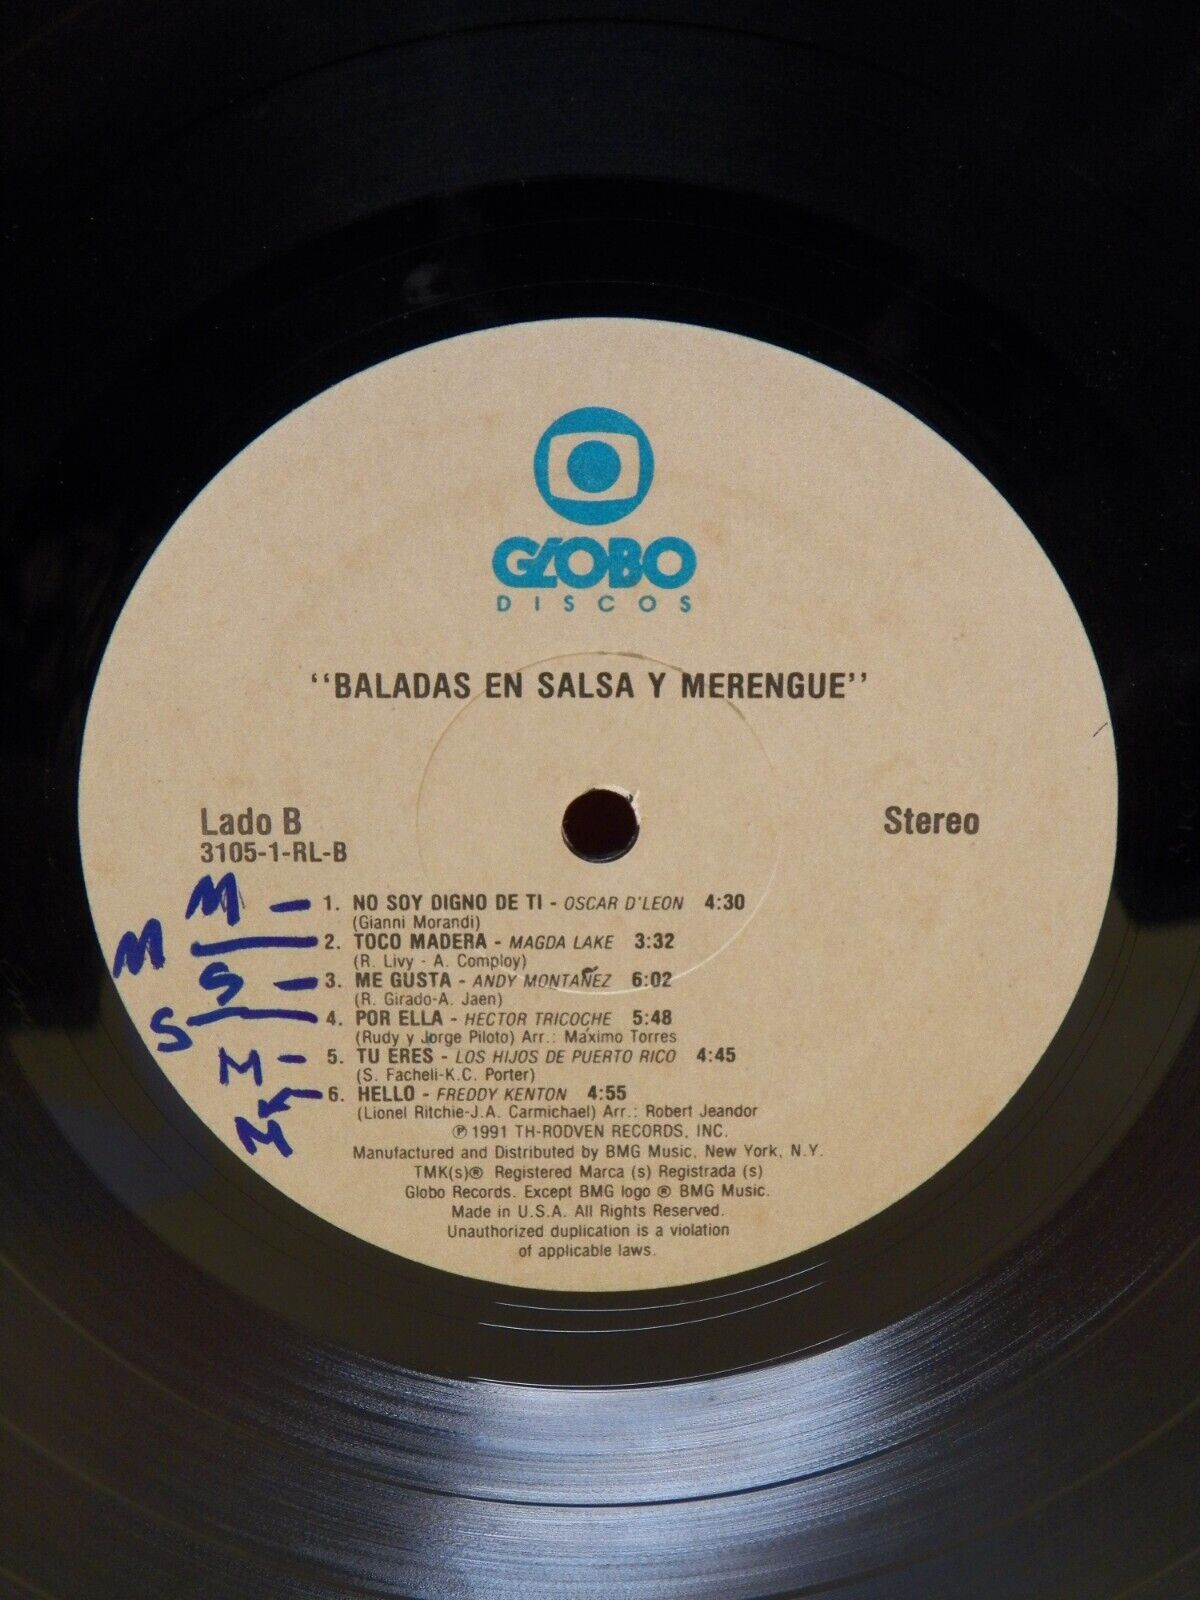 GLOBO
DISCOS
"BALADAS EN SALSA Y MERENGUE"
Lado B
Stereo
3105-1-RL-B
M - 1. NO SOY DIGNO DE TI - OSCAR D'LEON 4:30
(Gianni Morandi)
M — 2. TOCO MADERA - MAGDA LAKE 3:32
(R. Livy - A. Comploy)
S - 3. ME GUSTA - ANDY MONTAÑEZ 6:02
(R. Girado-A. Jaen)
S — 4. POR ELLA - HECTOR TRICOCHE 5:48
(Rudy y Jorge Piloto) Arr.: Máximo Torres
M - 5. TU ERES - LOS HIJOS DE PUERTO RICO 4:45
(S. Facheli-K.C. Porter)
M 6. HELLO - FREDDY KENTON 4:55
(Lionel Ritchie-J.A. Carmichael) Arr.: Robert Jeandor
℗ 1991 TH-RODVEN RECORDS, INC.
Manufactured and Distributed by BMG Music, New York, N.Y.
TMK(s)® Registered Marca (s) Registrada (s)
Globo Records. Except BMG logo ® BMG Music.
Made in U.S.A. All Rights Reserved.
Unauthorized duplication is a violation
of applicable laws.